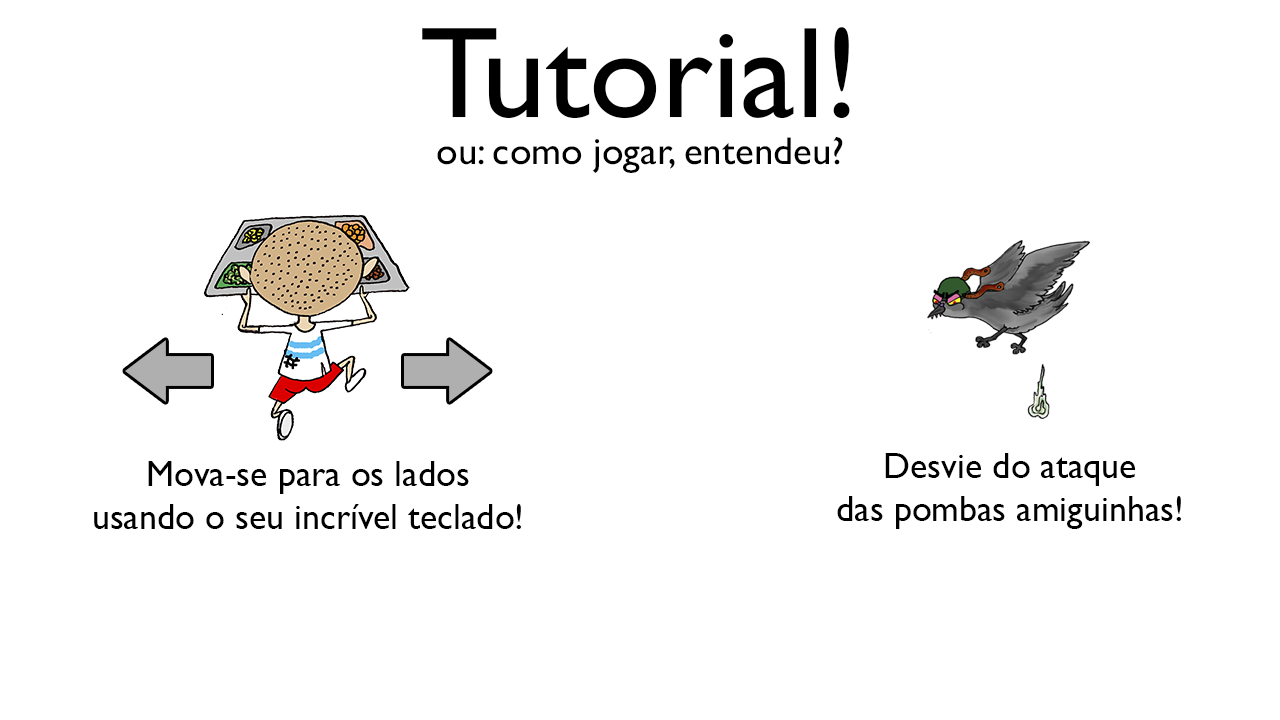 Tutorial!
ou: como jogar, entendeu?
Mova-se para os lados
usando o seu incrível teclado!
Desvie do ataque
das pombas amiguinhas!